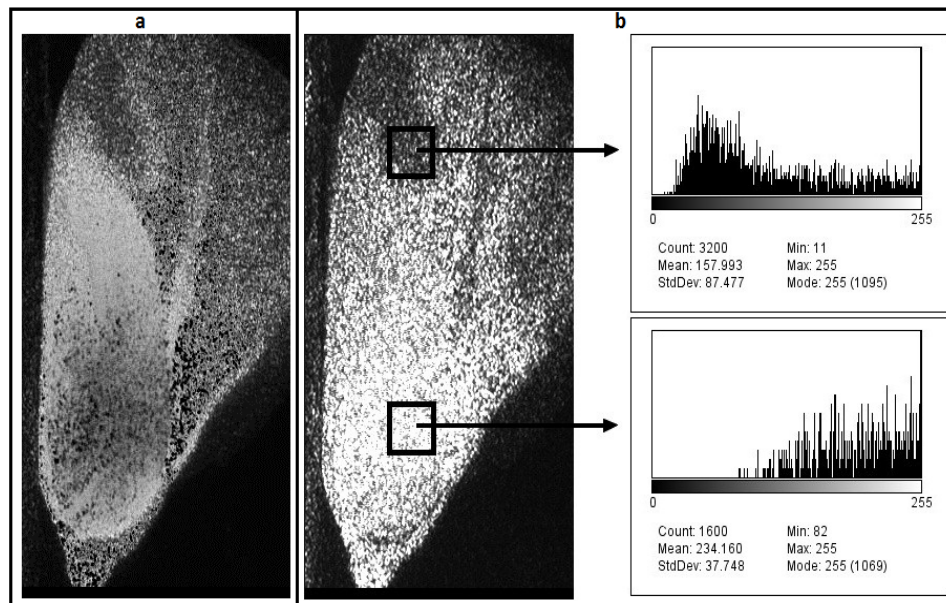 a
b
0 255
Count: 3200 Min: 11
Mean: 157.993 Max: 255
StdDev: 87.477 Mode: 255 (1095)
0 255
Count: 1600 Min: 82
Mean: 234.160 Max: 255
StdDev: 37.748 Mode: 255 (1069)